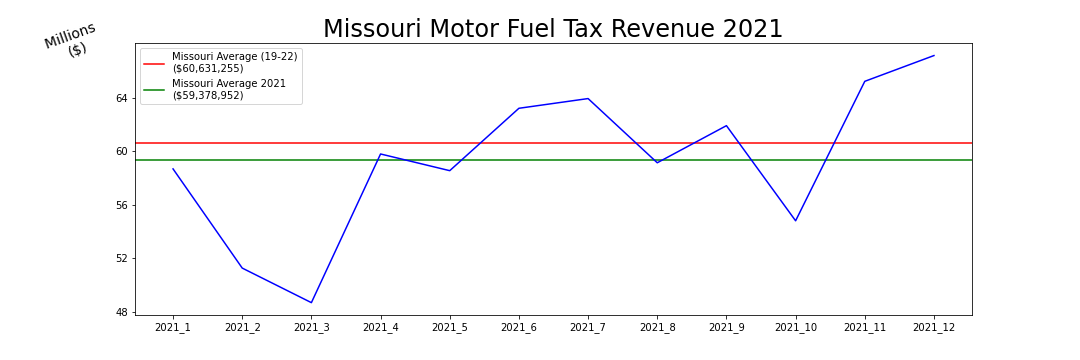 Missouri Motor Fuel Tax Revenue 2021
Millions
($)
Missouri Average (19-22)
($60,631,255)
Missouri Average 2021
($59,378,952)
64
60
56
52
48
2021_1 2021_2 2021_3 2021_4 2021_5 2021_6 2021_7 2021_8 2021_9 2021_10 2021_11 2021_12